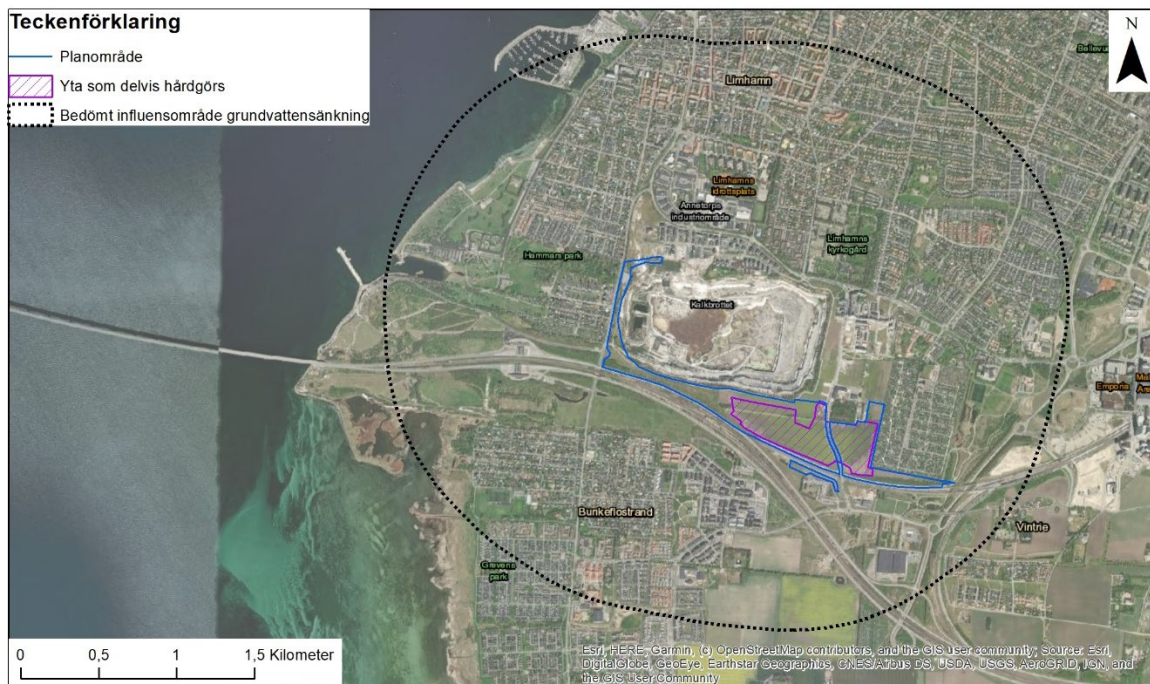 Teckenförklaring
Planområde
Yta som delvis hårdgörs
Bedömt influensområde grundvattensänkning
N
Limhamn
Limhamns
idrottsplats
Annetorps
industriområde
Limhamns
kyrkogård
Hammars park
Kalkbrottet
Emporia
Bunkeflostrand
Vintrie
Grevens
park
0 0,5 1 1,5 Kilometer
Esri, HERE, Garmin, (c) OpenStreetMap contributors, and the GIS user community; Source: Esri,
DigitalGlobe, GeoEye, Earthstar Geographics, CNES/Airbus DS, USDA, USGS, AeroGRID, IGN, and
the GIS User Community